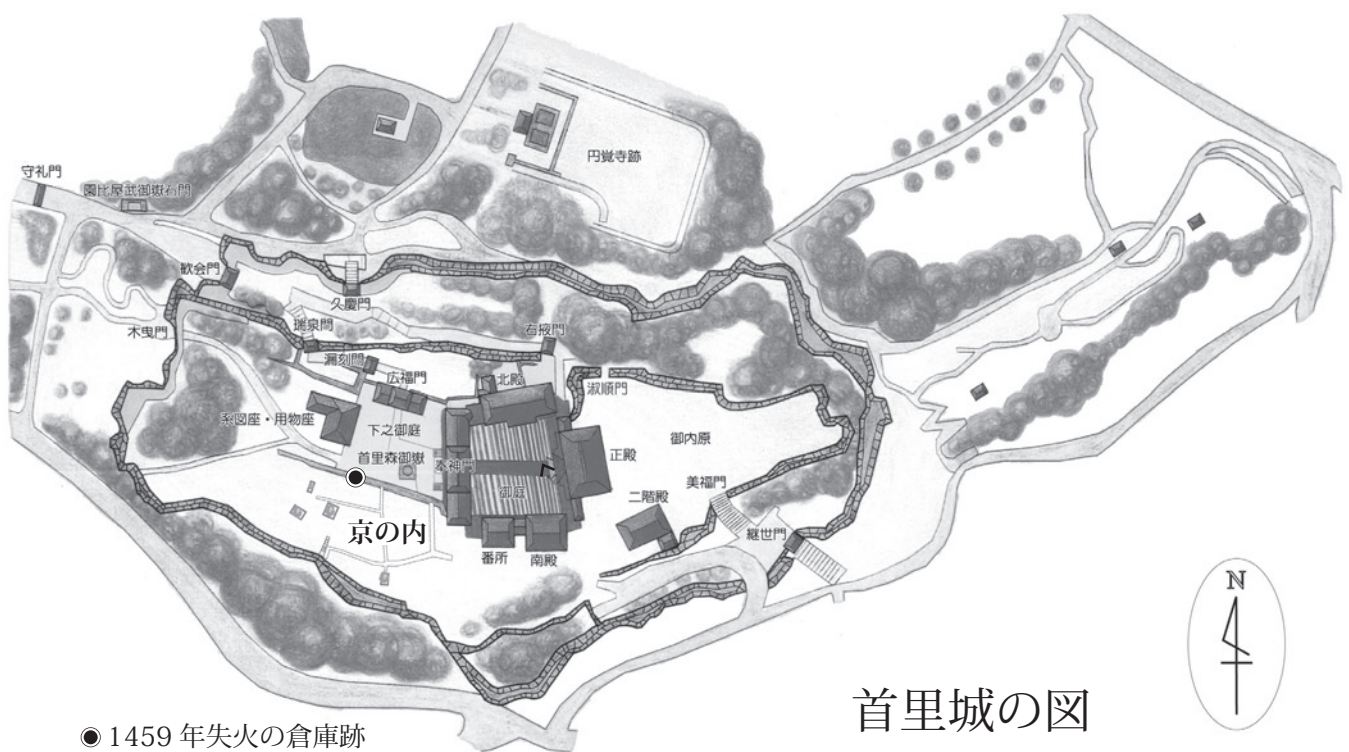 円覚寺跡
守礼門
園比屋武御嶽石門
歓会門
久慶門
木曳門
瑞泉門
右掖門
漏刻門
広福門
北殿
淑順門
系図座・用物座
下之御庭
御内原
首里森御嶽
奉神門
正殿
御庭
美福門
二階殿
京の内
継世門
番所
南殿
N
首里城の図
◉ 1459 年失火の倉庫跡